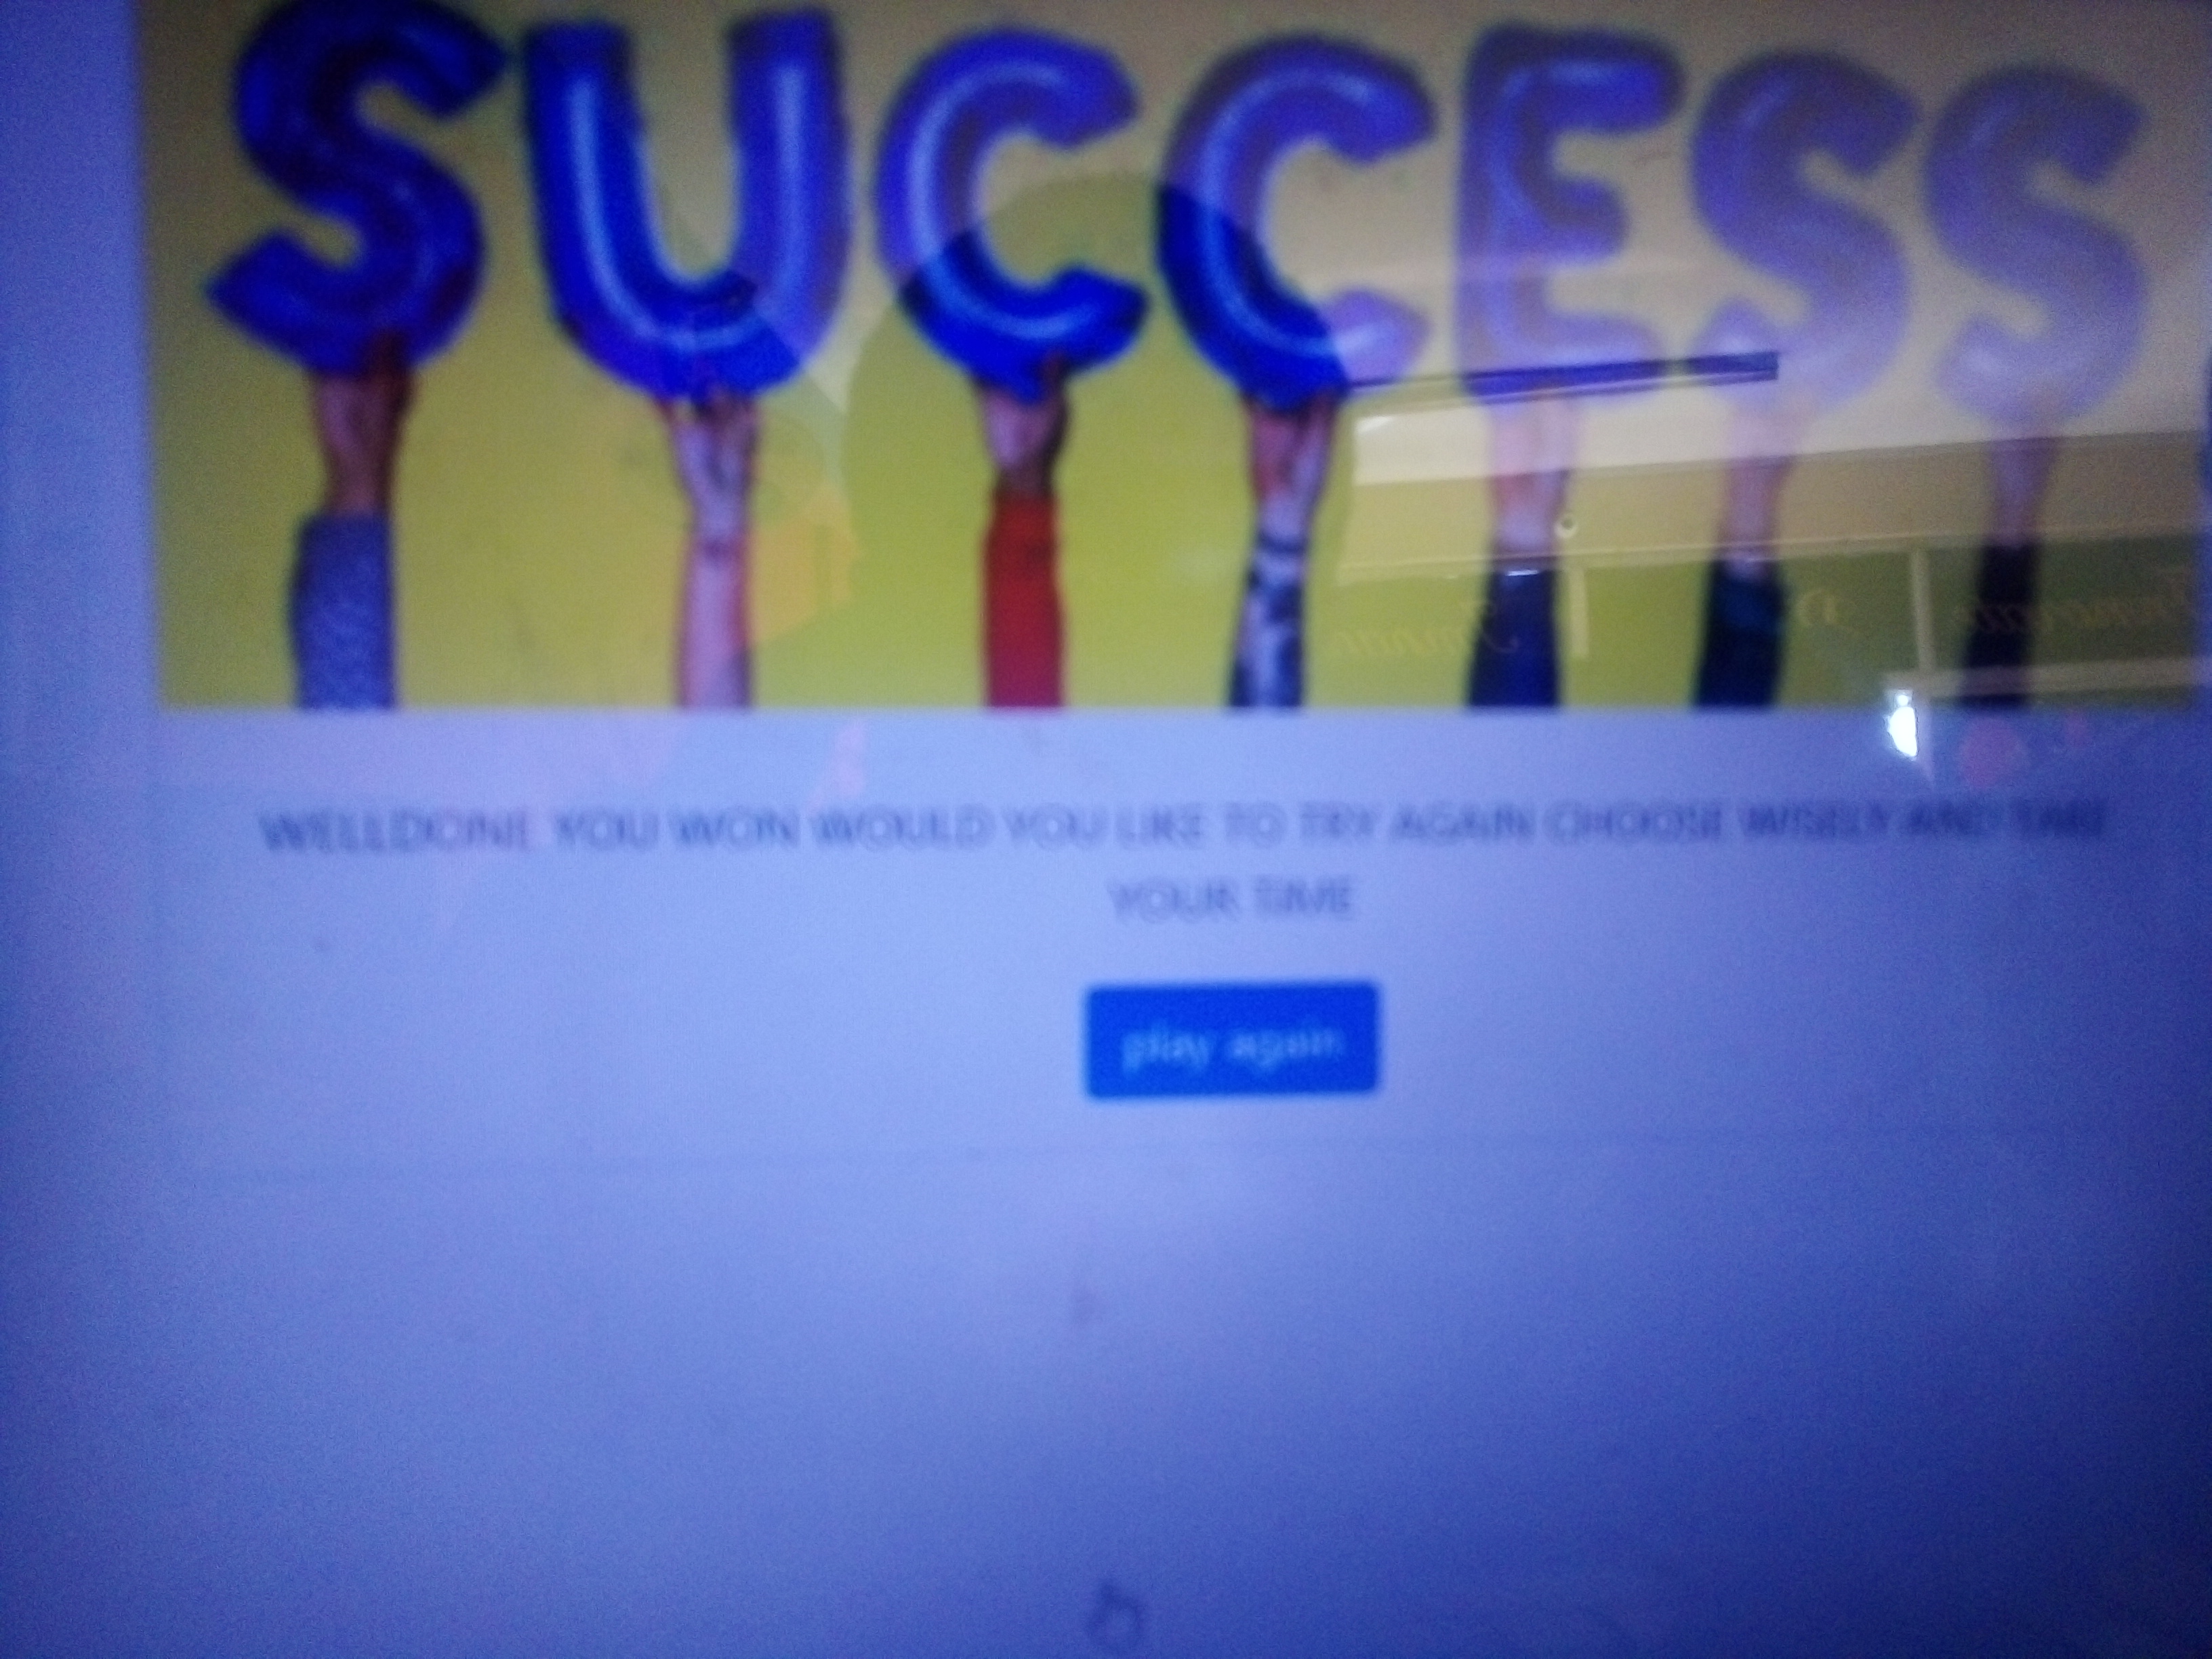 SUCCESS
WELLDONE YOU WON WOULD YOU LIKE TO TRY AGAIN CHOOSE WISELY AND TAKE
YOUR TIME
play again